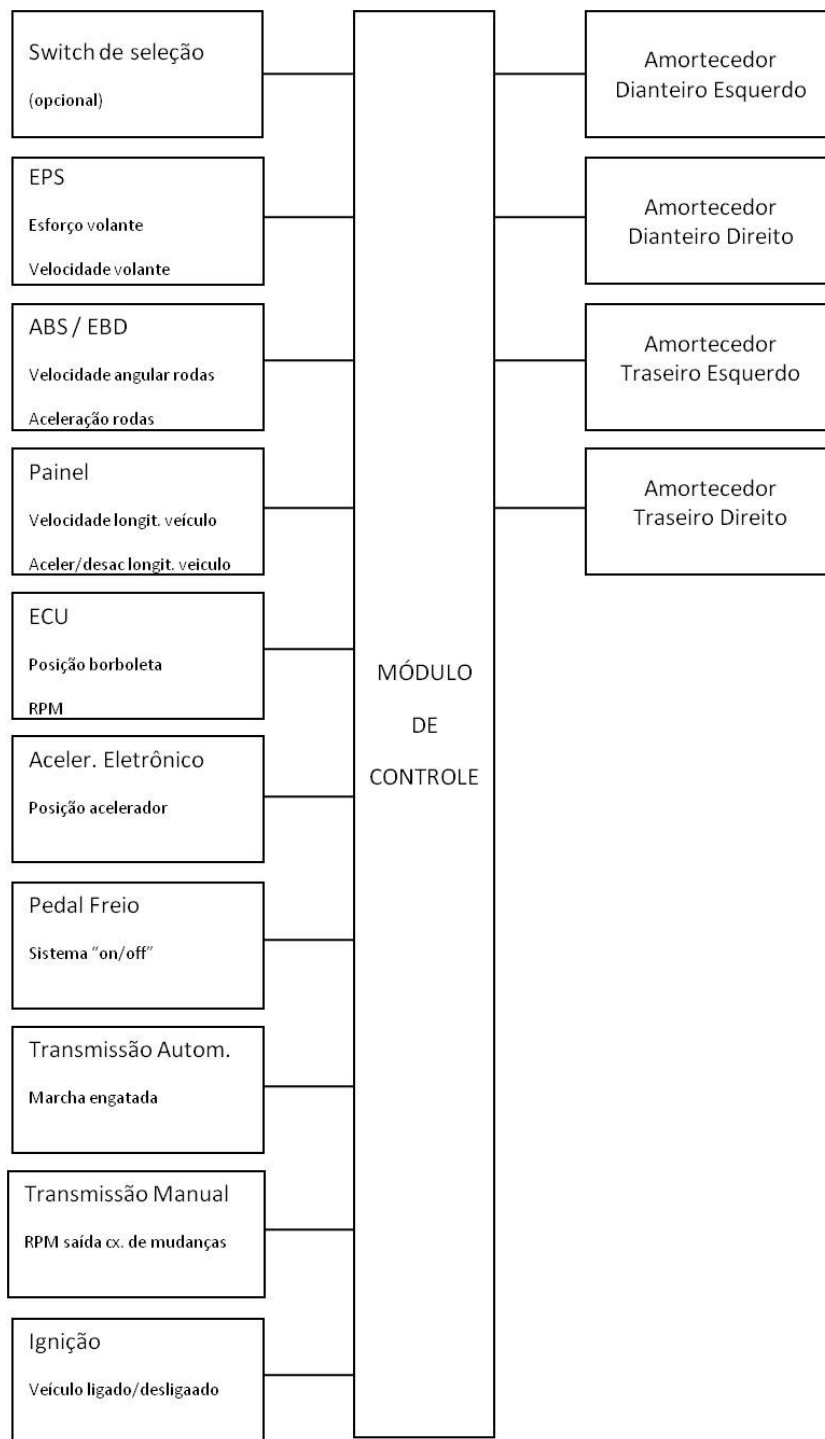 Switch de seleção
(opcional)
EPS
Esforço volante
Velocidade volante
ABS / EBD
Velocidade angular rodas
Aceleração rodas
Painel
Velocidade longit. veículo
Aceler/desac longit. veiculo
ECU
Posição borboleta
RPM
Aceler. Eletrônico
Posição acelerador
Pedal Freio
Sistema “on/off”
Transmissão Autom.
Marcha engatada
Transmissão Manual
RPM saída cx. de mudanças
Ignição
Veículo ligado/desligaado
MÓDULO
DE
CONTROLE
Amortecedor
Dianteiro Esquerdo
Amortecedor
Dianteiro Direito
Amortecedor
Traseiro Esquerdo
Amortecedor
Traseiro Direito